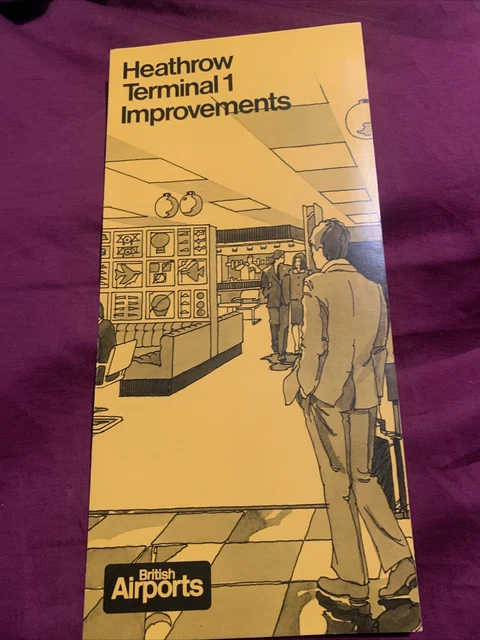 Heathrow
Terminal 1
Improvements
British
Airports